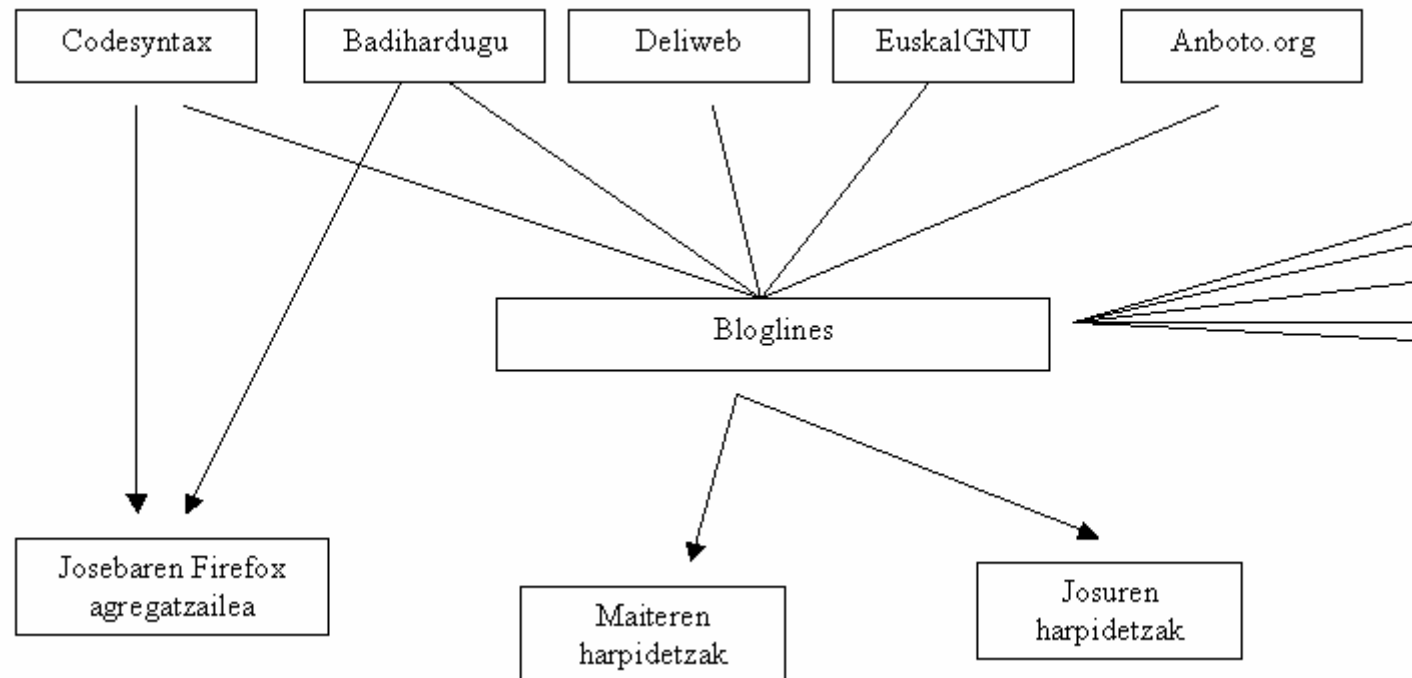 Codesyntax
Badihardugu
Deliweb
EuskalGNU
Anboto.org
Bloglines
Josebaren Firefox
agregatzailea
Maiteren
harpidetzak
Josuren
harpidetzak